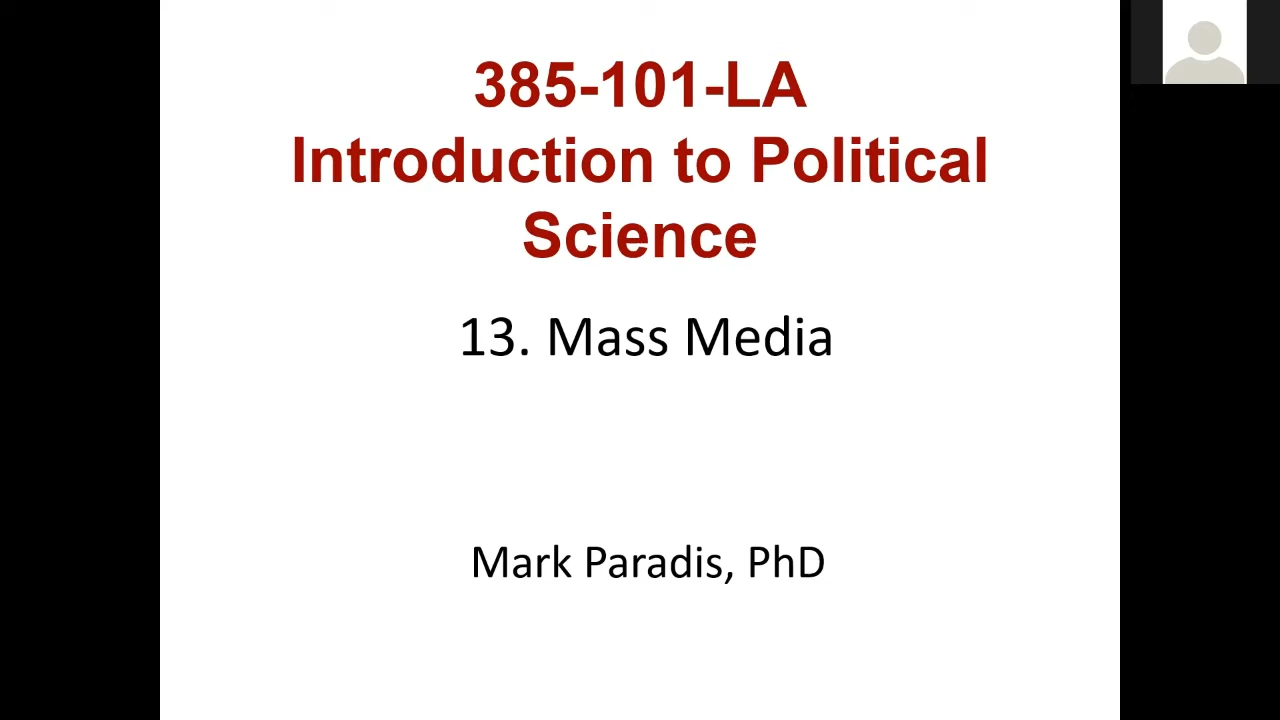 385-101-LA
Introduction to Political
Science
13. Mass Media
Mark Paradis, PhD